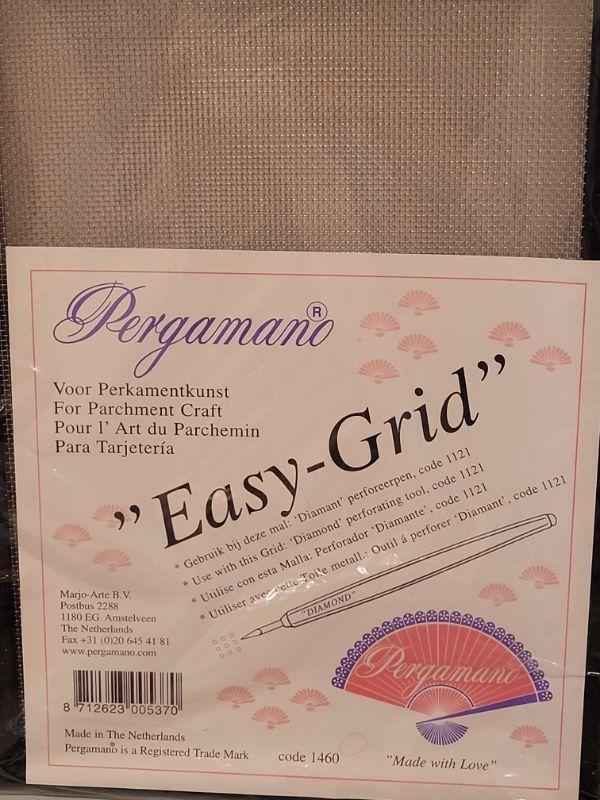 Pergamano®
Voor Perkamentkunst
For Parchment Craft
Pour l' Art du Parchemin
Para Tarjetería
"Easy-Grid"
* Gebruik bij deze mal: 'Diamant' perforeerpen, code 1121
* Use with this Grid: 'Diamond' perforating tool, code 1121
* Utilise con esta Malla: Perforador 'Diamante', code 1121
* Utiliser avec cette Toile metall.: Outil á perforer 'Diamant', code 1121
"DIAMOND"
Marjo-Arte B.V.
Postbus 2288
1180 EG Amstelveen
The Netherlands
Fax +31 (0)20 645 41 81
www.pergamano.com
Pergamano
8 712623 005370
Made in The Netherlands
Pergamano® is a Registered Trade Mark
code 1460
"Made with Love"